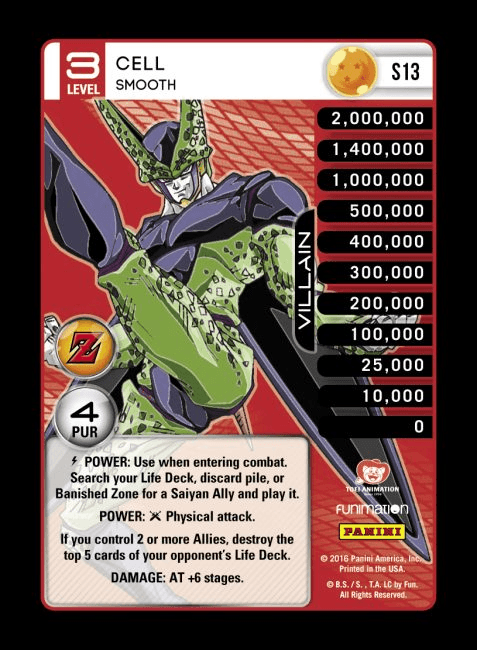 3
LEVEL
CELL
SMOOTH
S13
2,000,000
1,400,000
1,000,000
500,000
400,000
300,000
200,000
100,000
25,000
10,000
0
VILLAIN
Z
4
PUR
POWER: Use when entering combat.
Search your Life Deck, discard pile, or
Banished Zone for a Saiyan Ally and play it.
POWER: Physical attack.
If you control 2 or more Allies, destroy the
top 5 cards of your opponent's Life Deck.
DAMAGE: AT +6 stages.
TOEI ANIMATION
FUNIMATION
PANINI
© 2016 Panini America, Inc.
Printed in the USA.
© B.S. / S. , T.A. LC by Fun.
All Rights Reserved.